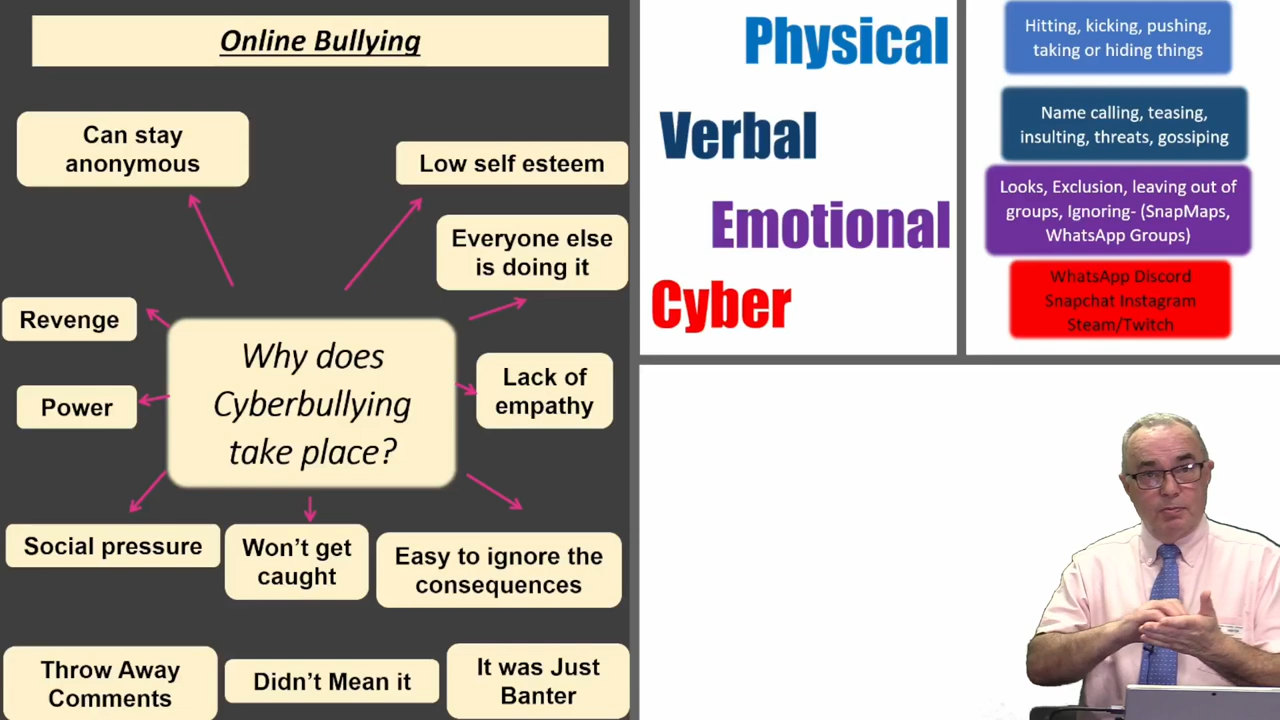 Online Bullying
Can stay
anonymous
Low self esteem
Everyone else
is doing it
Revenge
Why does
Cyberbullying
take place?
Power
Lack of
empathy
Social pressure
Won't get
caught
Easy to ignore the
consequences
Throw Away
Comments
Didn't Mean it
It was Just
Banter
Physical
Verbal
Emotional
Cyber
Hitting, kicking, pushing,
taking or hiding things
Name calling, teasing,
insulting, threats, gossiping
Looks, Exclusion, leaving out of
groups, Ignoring- (SnapMaps,
WhatsApp Groups)
WhatsApp Discord
Snapchat Instagram
Steam/Twitch